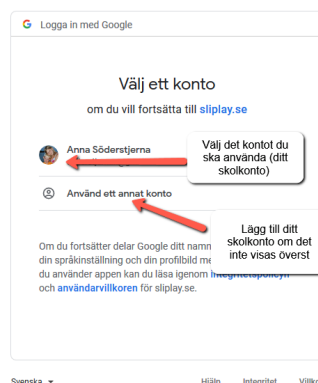 Logga in med Google
Välj ett konto
om du vill fortsätta till sliplay.se
Anna Söderstjerna
Välj det kontot du
ska använda (ditt
skolkonto)
Använd ett annat konto
Lägg till ditt
skolkonto om det
inte visas överst
Om du fortsätter delar Google ditt namn
din språkinställning och din profilbild me
du använder appen kan du läsa igenom integritetspolicyn
och användarvillkoren för sliplay.se.
Svenska
Hjälp Integritet Villko